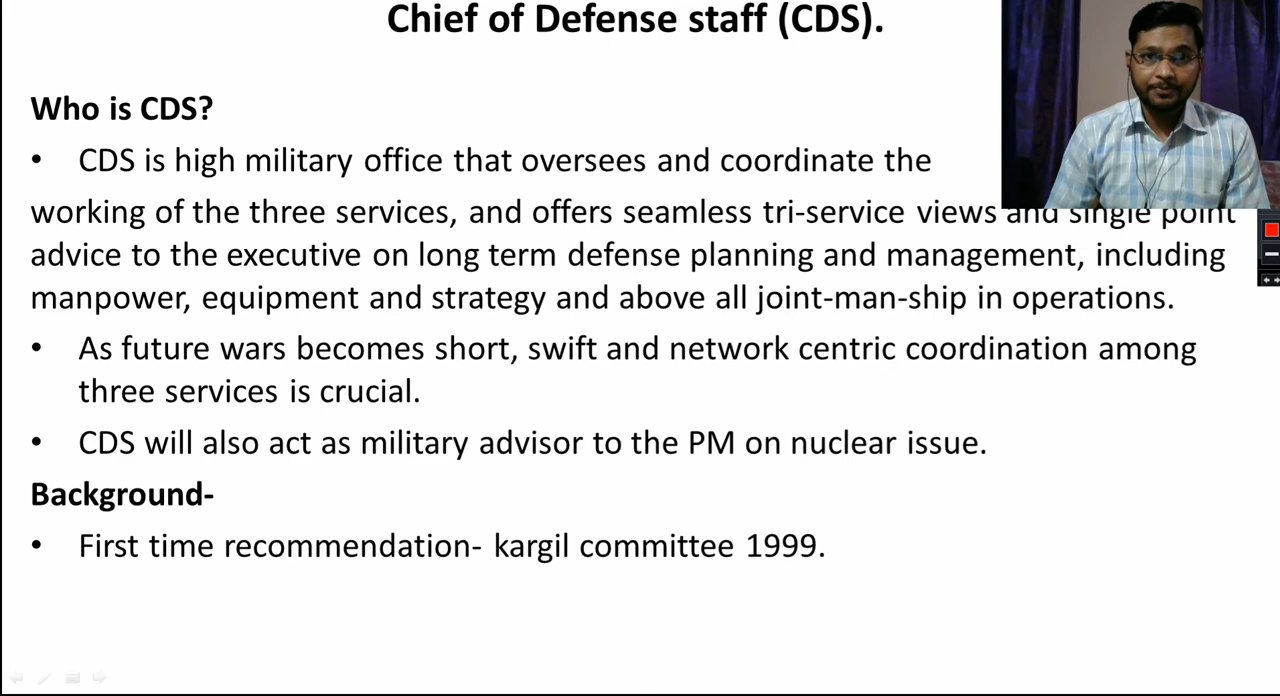 Chief of Defense staff (CDS).
Who is CDS?
• CDS is high military office that oversees and coordinate the
working of the three services, and offers seamless tri-service views and single point
advice to the executive on long term defense planning and management, including
manpower, equipment and strategy and above all joint-man-ship in operations.
• As future wars becomes short, swift and network centric coordination among
three services is crucial.
• CDS will also act as military advisor to the PM on nuclear issue.
Background-
• First time recommendation- kargil committee 1999.